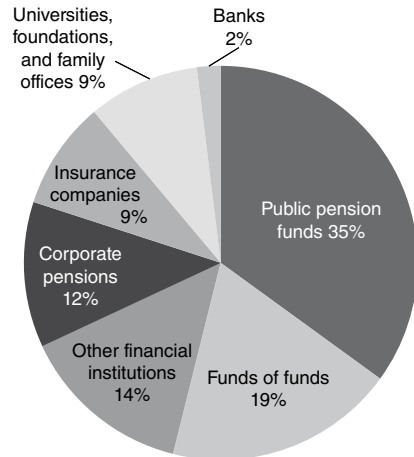 Universities,
foundations,
and family
offices 9%
Banks
2%
Public pension
funds 35%
Funds of funds
19%
Other financial
institutions
14%
Corporate
pensions
12%
Insurance
companies
9%